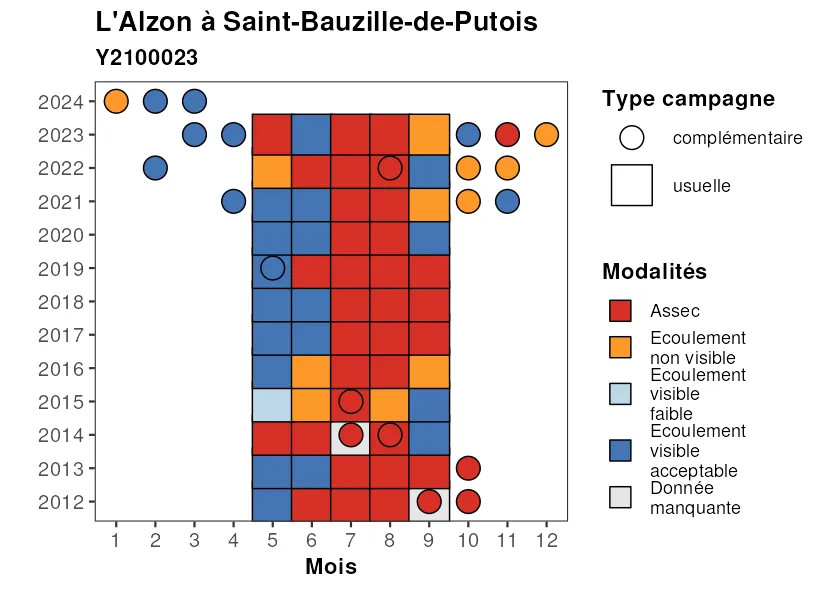 L'Alzon à Saint-Bauzille-de-Putois
Y2100023
2024
2023
2022
2021
2020
2019
2018
2017
2016
2015
2014
2013
2012
1 2 3 4 5 6 7 8 9 10 11 12
Mois
Type campagne
complémentaire
usuelle
Modalités
Assec
Ecoulement
non visible
Ecoulement
visible
faible
Ecoulement
visible
acceptable
Donnée
manquante